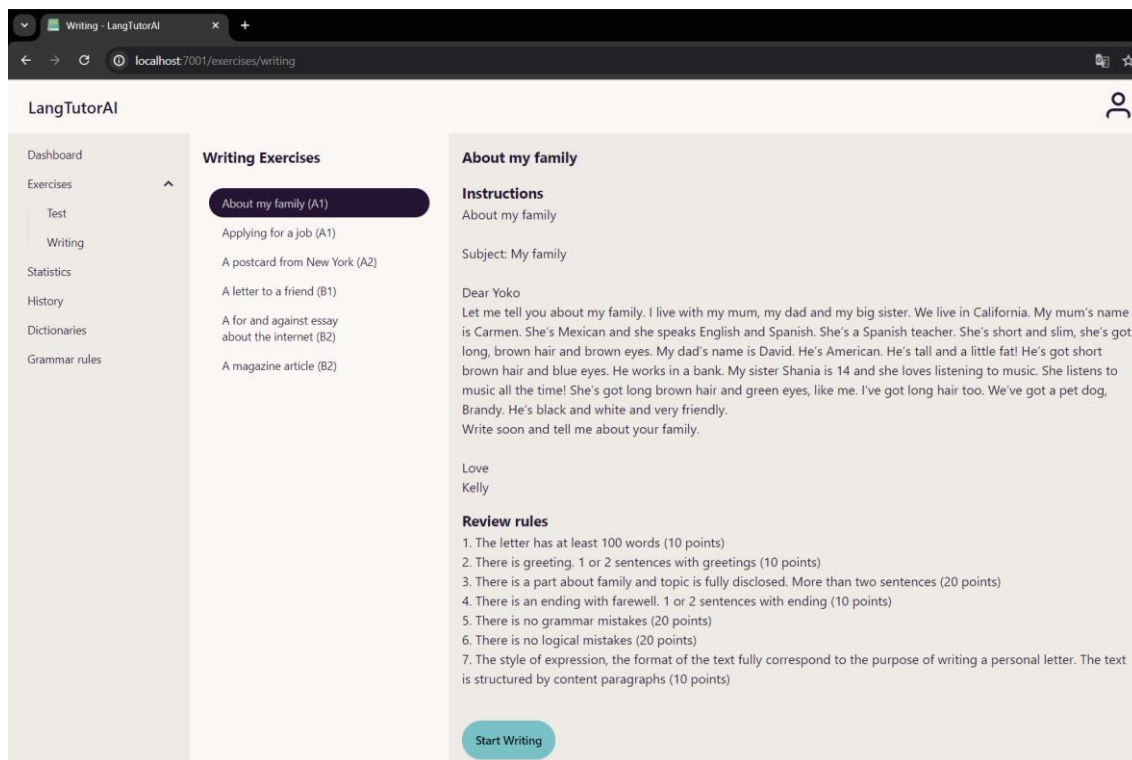 Writing - LangTutorAI
localhost:7001/exercises/writing
LangTutorAI
Dashboard
Exercises
Test
Writing
Statistics
History
Dictionaries
Grammar rules
Writing Exercises
About my family (A1)
Applying for a job (A1)
A postcard from New York (A2)
A letter to a friend (B1)
A for and against essay
about the internet (B2)
A magazine article (B2)
About my family
Instructions
About my family
Subject: My family
Dear Yoko
Let me tell you about my family. I live with my mum, my dad and my big sister. We live in California. My mum's name
is Carmen. She's Mexican and she speaks English and Spanish. She's a Spanish teacher. She's short and slim, she's got
long, brown hair and brown eyes. My dad's name is David. He's American. He's tall and a little fat! He's got short
brown hair and blue eyes. He works in a bank. My sister Shania is 14 and she loves listening to music. She listens to
music all the time! She's got long brown hair and green eyes, like me. I've got long hair too. We've got a pet dog,
Brandy. He's black and white and very friendly.
Write soon and tell me about your family.
Love
Kelly
Review rules
1. The letter has at least 100 words (10 points)
2. There is greeting. 1 or 2 sentences with greetings (10 points)
3. There is a part about family and topic is fully disclosed. More than two sentences (20 points)
4. There is an ending with farewell. 1 or 2 sentences with ending (10 points)
5. There is no grammar mistakes (20 points)
6. There is no logical mistakes (20 points)
7. The style of expression, the format of the text fully correspond to the purpose of writing a personal letter. The text
is structured by content paragraphs (10 points)
Start Writing